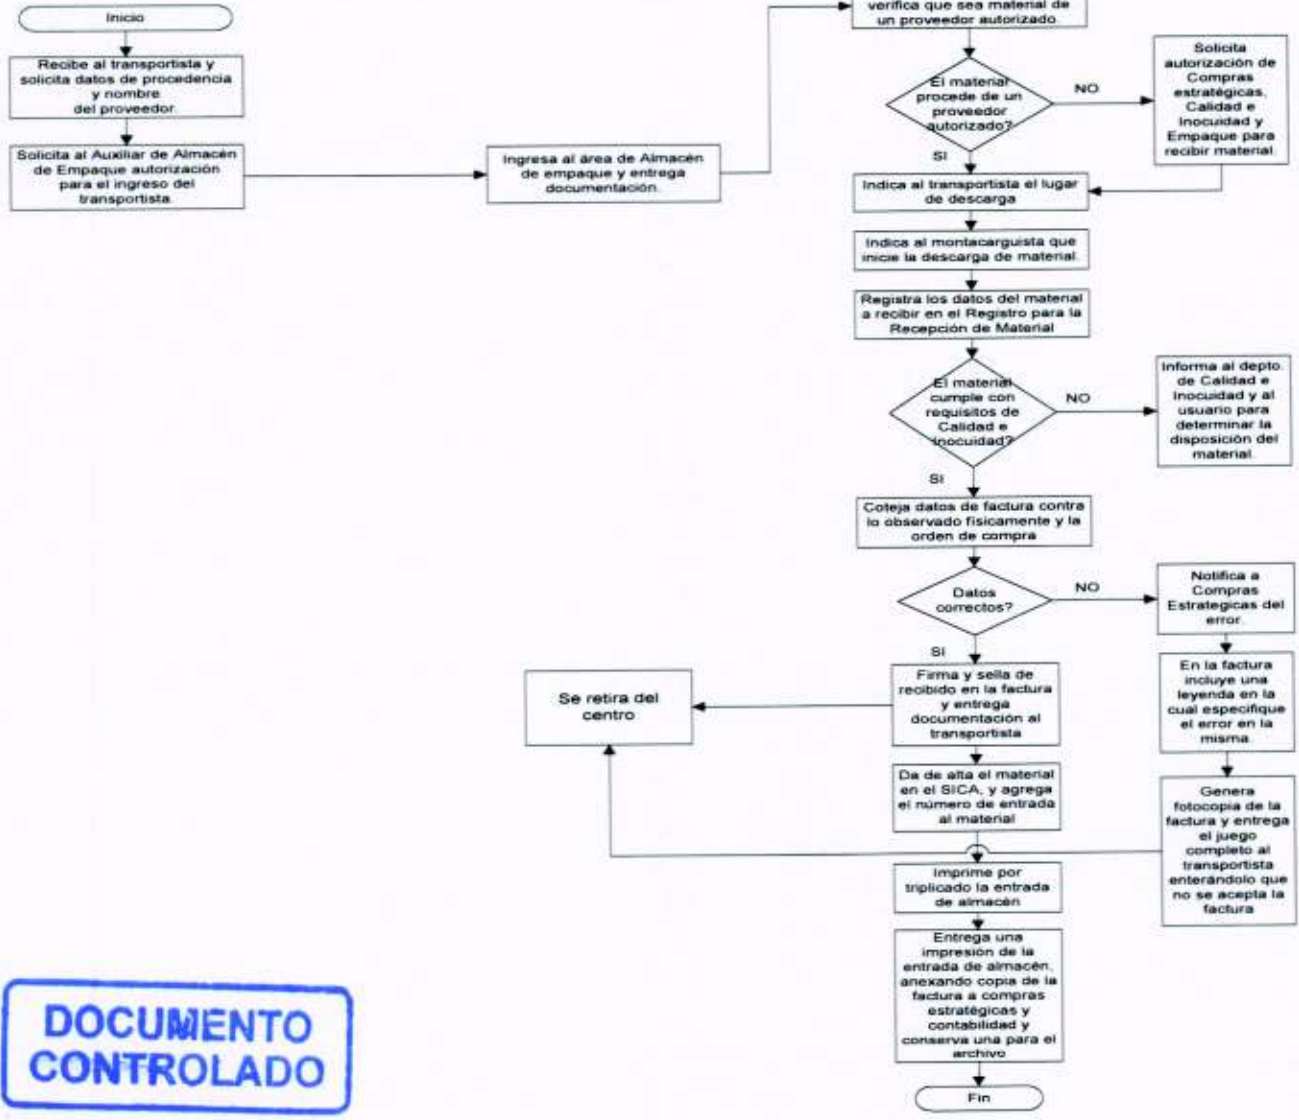 Inicio
Recibe al transportista y
solicita datos de procedencia
y nombre
del proveedor.
Solicita al Auxiliar de Almacén
de Empaque autorización
para el ingreso del
transportista.
Ingresa al área de Almacén
de empaque y entrega
documentación.
verifica que sea material de
un proveedor autorizado.
El material
procede de un
proveedor
autorizado?
NO
Solicita
autorización de
Compras
estratégicas,
Calidad e
Inocuidad y
Empaque para
recibir material.
SI
Indica al transportista el lugar
de descarga
Indica al montacarguista que
inicie la descarga de material.
Registra los datos del material
a recibir en el Registro para la
Recepción de Material
El material
cumple con
requisitos de
Calidad e
Inocuidad?
NO
Informa al depto.
de Calidad e
Inocuidad y al
usuario para
determinar la
disposición del
material.
SI
Coteja datos de factura contra
lo observado físicamente y la
orden de compra
Datos
correctos?
NO
Notifica a
Compras
Estrategicas del
error.
SI
Firma y sella de
recibido en la factura
y entrega
documentación al
transportista
Se retira del
centro
En la factura
incluye una
leyenda en la
cual especifique
el error en la
misma.
Da de alta el material
en el SICA, y agrega
el número de entrada
al material
Genera
fotocopia de la
factura y entrega
el juego
completo al
transportista
enterándolo que
no se acepta la
factura
Imprime por
triplicado la entrada
de almacén
Entrega una
impresión de la
entrada de almacén,
anexando copia de la
factura a compras
estratégicas y
contabilidad y
conserva una para el
archivo
Fin
DOCUMENTO
CONTROLADO